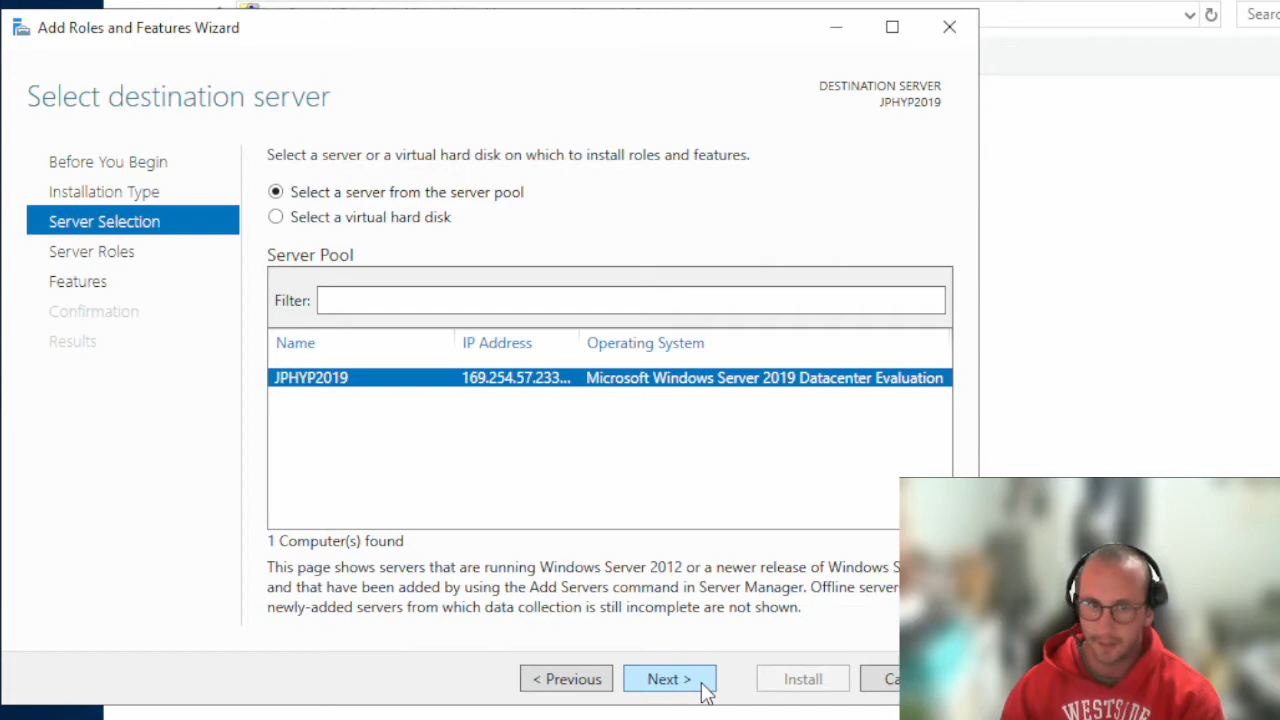 Add Roles and Features Wizard
Searc
Select destination server
DESTINATION SERVER
JPHYP2019
Before You Begin
Installation Type
Server Selection
Server Roles
Features
Confirmation
Results
Select a server or a virtual hard disk on which to install roles and features.
Select a server from the server pool
Select a virtual hard disk
Server Pool
Filter:
Name IP Address Operating System
JPHYP2019 169.254.57.233... Microsoft Windows Server 2019 Datacenter Evaluation
1 Computer(s) found
This page shows servers that are running Windows Server 2012 or a newer release of Windows S
and that have been added by using the Add Servers command in Server Manager. Offline server
newly-added servers from which data collection is still incomplete are not shown.
< Previous Next > Install Ca
WESTSIDE